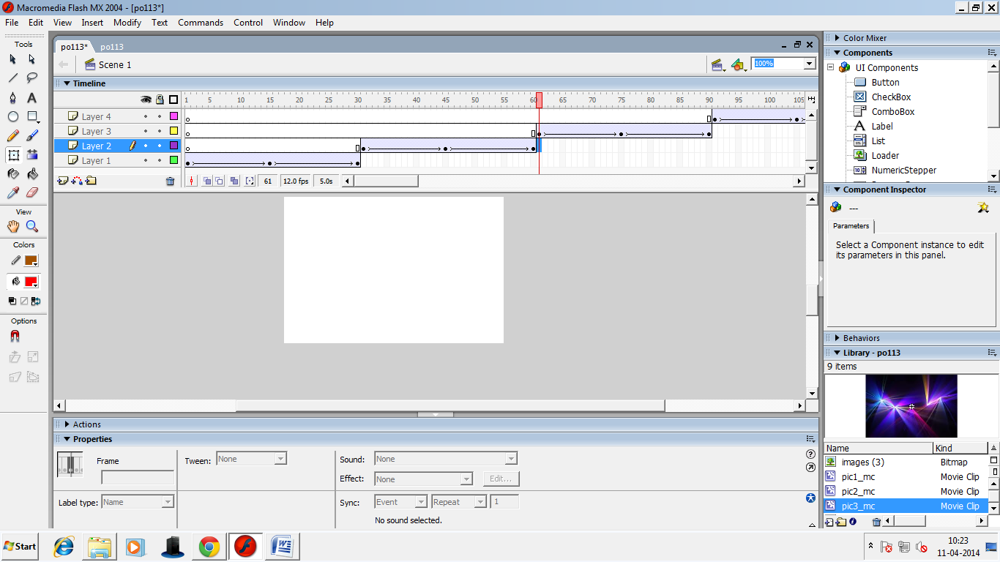 Macromedia Flash MX 2004 - [po113*]
File Edit View Insert Modify Text Commands Control Window Help
Tools
View
Colors
Options
po113* po113
Scene 1
100%
Timeline
1 5 10 15 20 25 30 35 40 45 50 55 60 65 70 75 80 85 90 95 100 105
Layer 4
Layer 3
Layer 2
Layer 1
61 12.0 fps 5.0s
Actions
Properties
Frame
Tween: None
Sound: None
Effect: None Edit...
Label type: Name
Sync: Event Repeat 1
No sound selected.
Color Mixer
Components
UI Components
Button
CheckBox
ComboBox
Label
List
Loader
NumericStepper
Component Inspector
---
Parameters
Select a Component instance to edit
its parameters in this panel.
Behaviors
Library - po113
9 items
Name Kind
images (3) Bitmap
pic1_mc Movie Clip
pic2_mc Movie Clip
pic3_mc Movie Clip
Start
10:23
11-04-2014